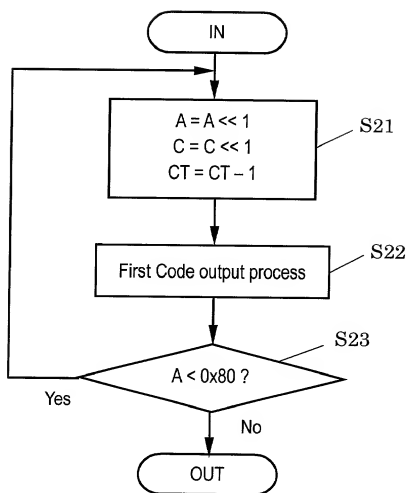 IN
A = A << 1
C = C << 1
CT = CT – 1
S21
First Code output process
S22
S23
A < 0x80 ?
Yes
No
OUT